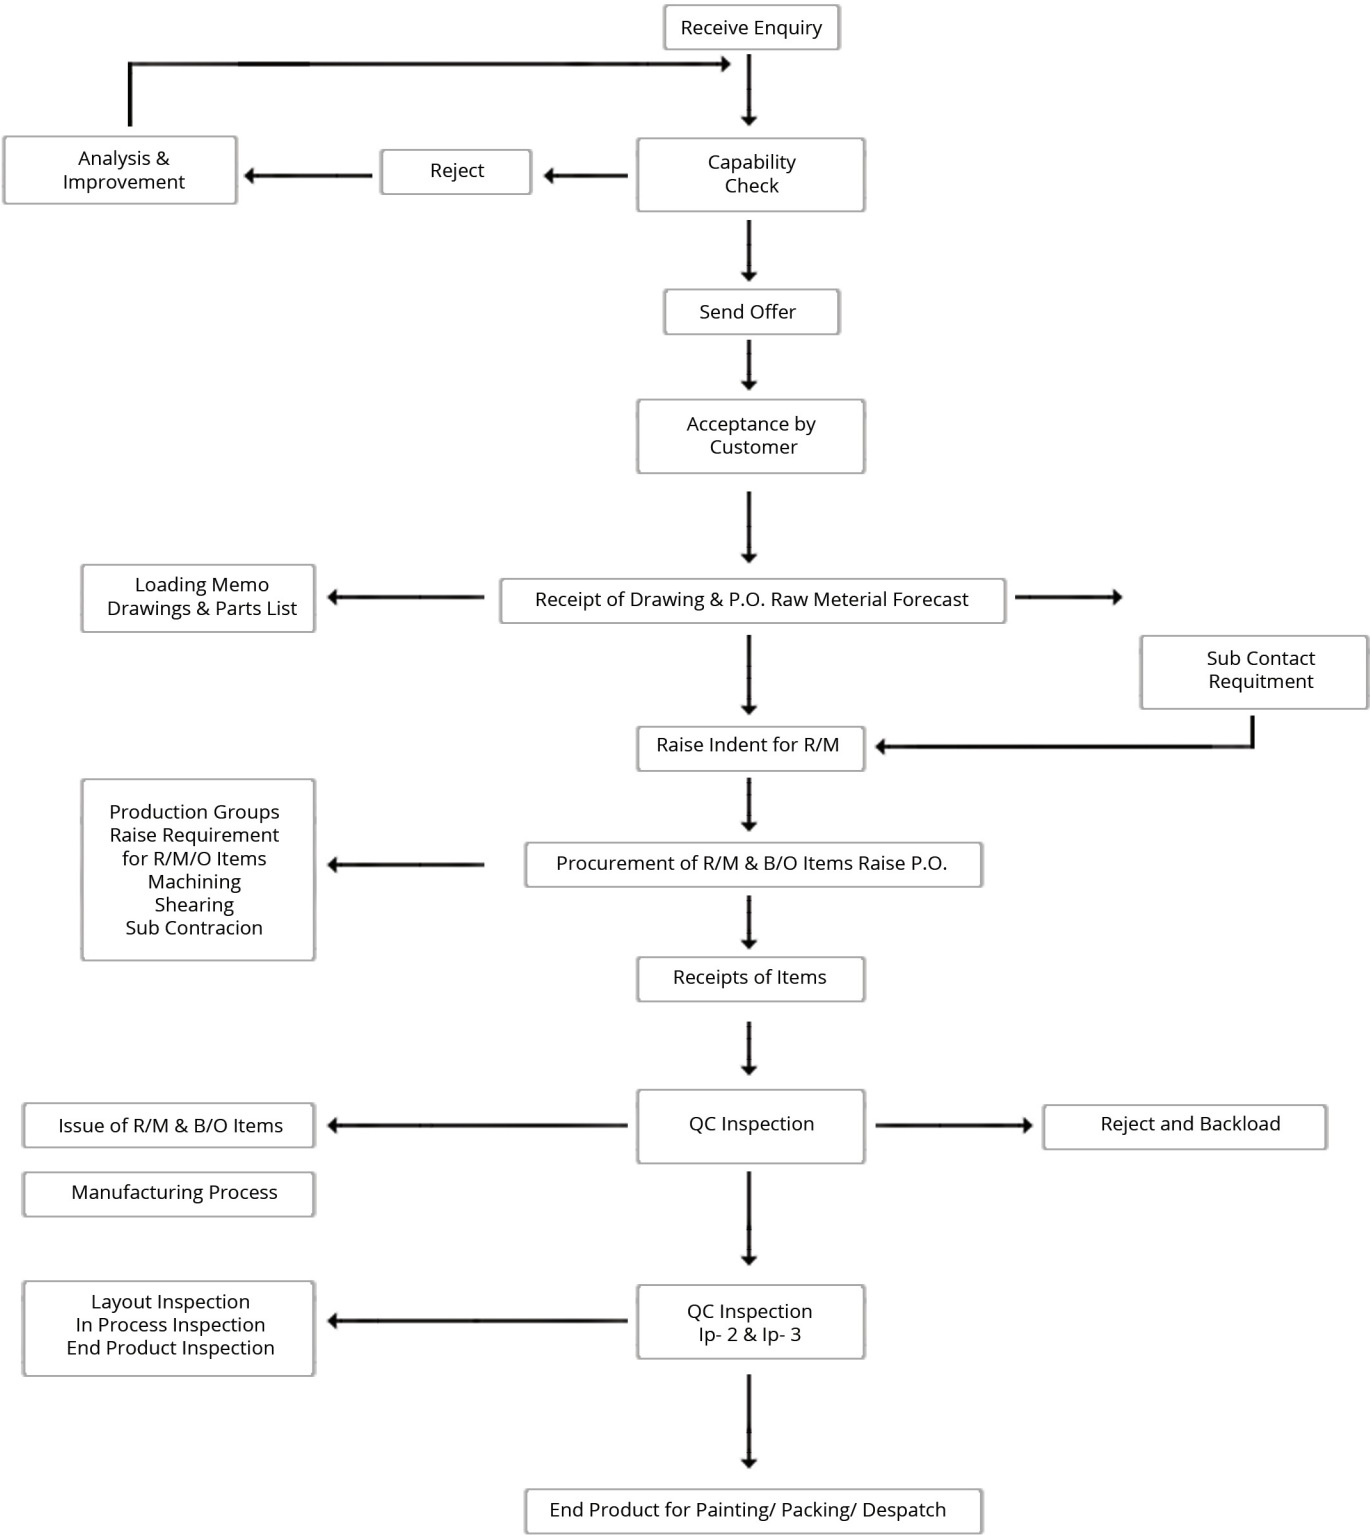 Receive Enquiry
Analysis &
Improvement
Reject
Capability
Check
Send Offer
Acceptance by
Customer
Loading Memo
Drawings & Parts List
Receipt of Drawing & P.O. Raw Meterial Forecast
Sub Contact
Requitment
Raise Indent for R/M
Production Groups
Raise Requirement
for R/M/O Items
Machining
Shearing
Sub Contracion
Procurement of R/M & B/O Items Raise P.O.
Receipts of Items
Issue of R/M & B/O Items
QC Inspection
Reject and Backload
Manufacturing Process
Layout Inspection
In Process Inspection
End Product Inspection
QC Inspection
Ip- 2 & Ip- 3
End Product for Painting/ Packing/ Despatch